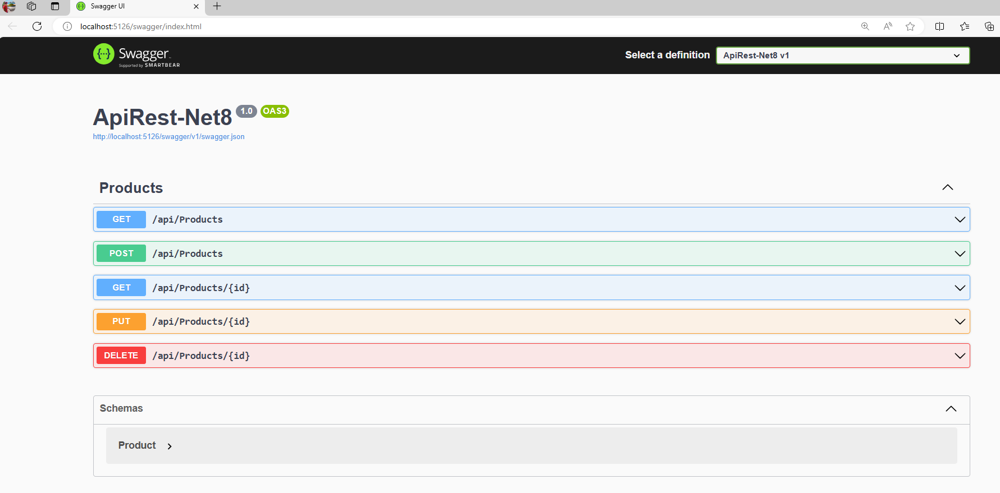 Swagger UI
localhost:5126/swagger/index.html
Swagger
Supported by SMARTBEAR
Select a definition
ApiRest-Net8 v1
ApiRest-Net8 1.0 OAS3
http://localhost:5126/swagger/v1/swagger.json
Products
GET /api/Products
POST /api/Products
GET /api/Products/{id}
PUT /api/Products/{id}
DELETE /api/Products/{id}
Schemas
Product